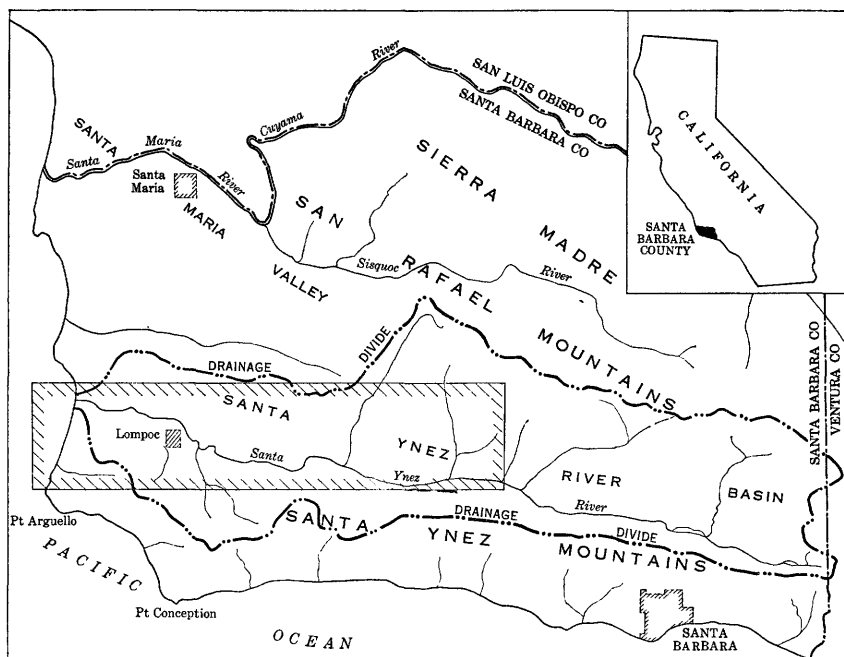 River
SAN LUIS OBISPO CO
SANTA BARBARA CO
Cuyama
CALIFORNIA
SANTA
BARBARA
COUNTY
SANTA
MARIA
VALLEY
Santa Maria River
Santa
Maria
SIERRA
MADRE
SAN
RAFAEL
MOUNTAINS
Sisquoc River
SANTA BARBARA CO
VENTURA CO
DRAINAGE
DIVIDE
SANTA
YNEZ
RIVER
BASIN
Lompoc
Santa Ynez River
DRAINAGE
DIVIDE
SANTA
YNEZ
MOUNTAINS
Pt Arguello
PACIFIC
Pt Conception
OCEAN
SANTA
BARBARA